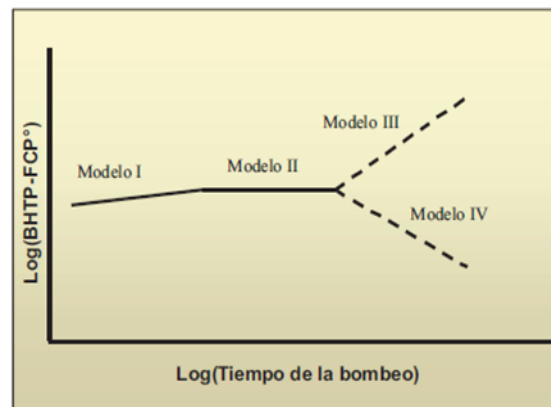 Log(BHTP-FCP°)
Modelo I
Modelo II
Modelo III
Modelo IV
Log(Tiempo de la bombeo)